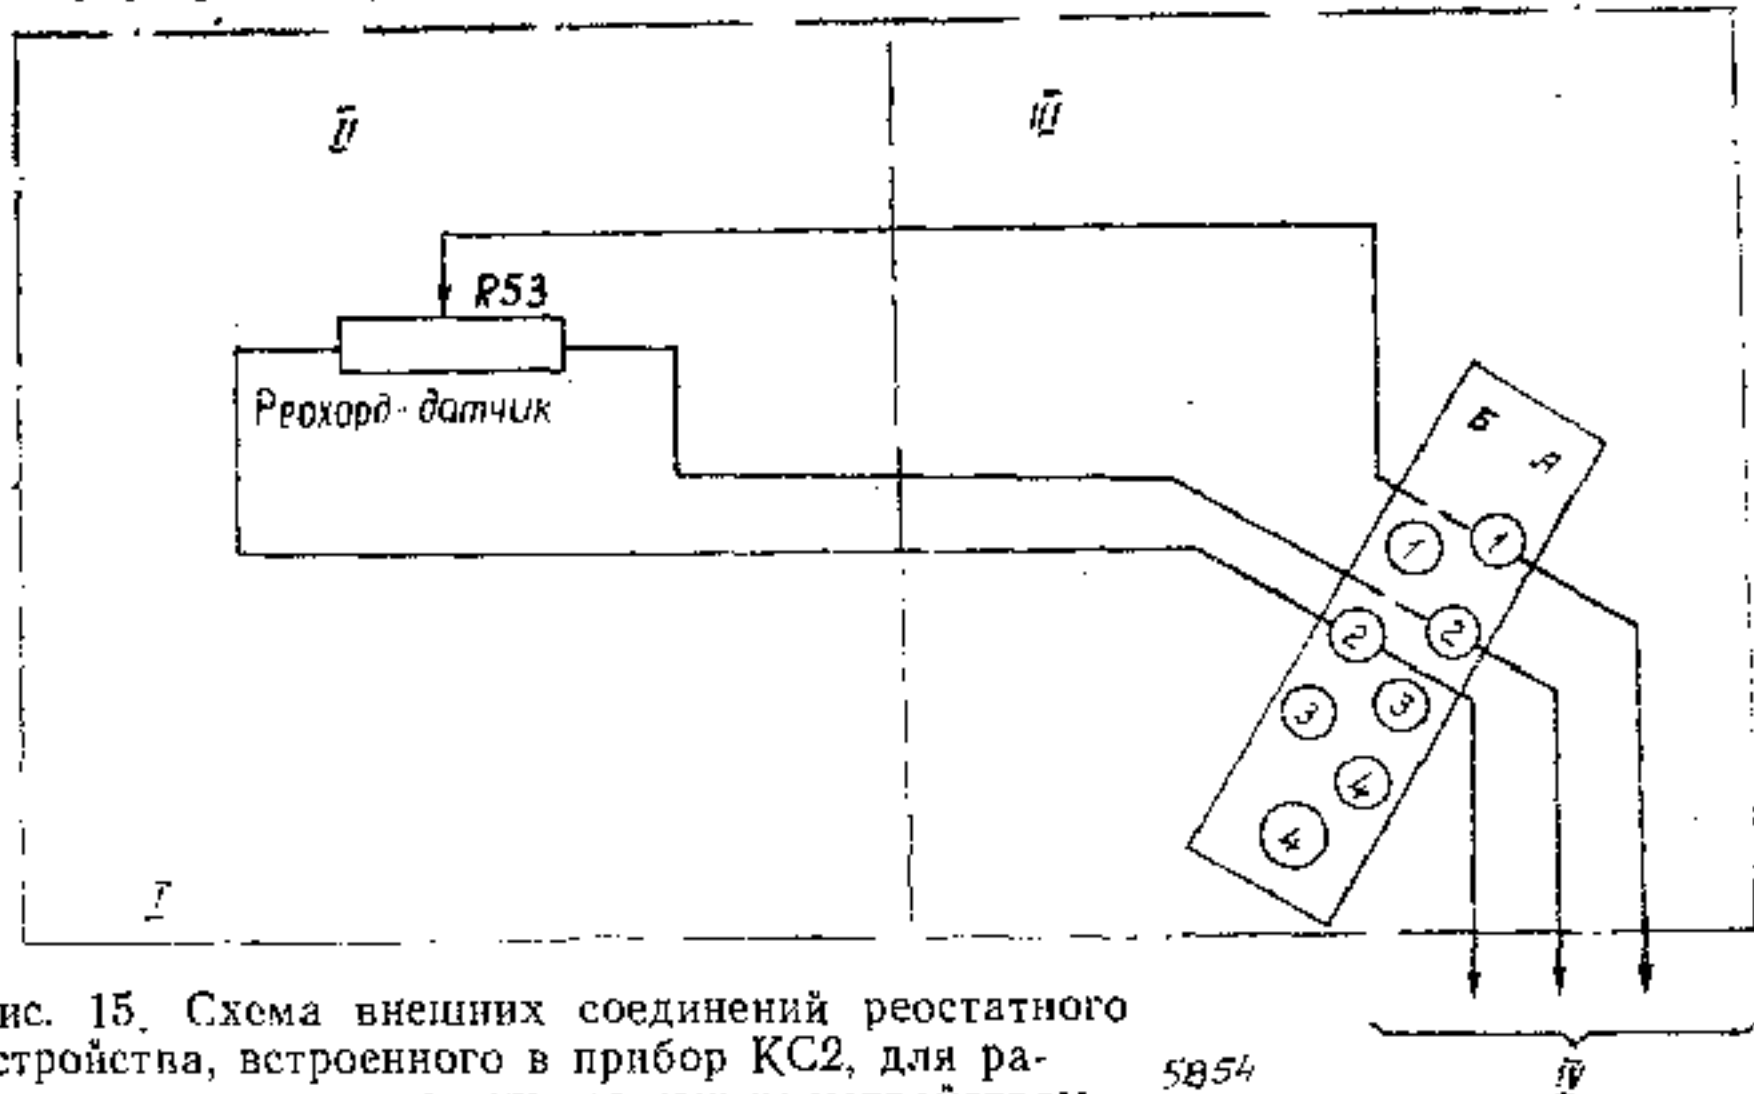 II
III
R53
Реохорд-датчик
Б
А
1
1
2
2
3
3
4
4
I
ис. 15. Схема внешних соединений реостатного
стройства, встроенного в прибор КС2, для ра-
5854
IV